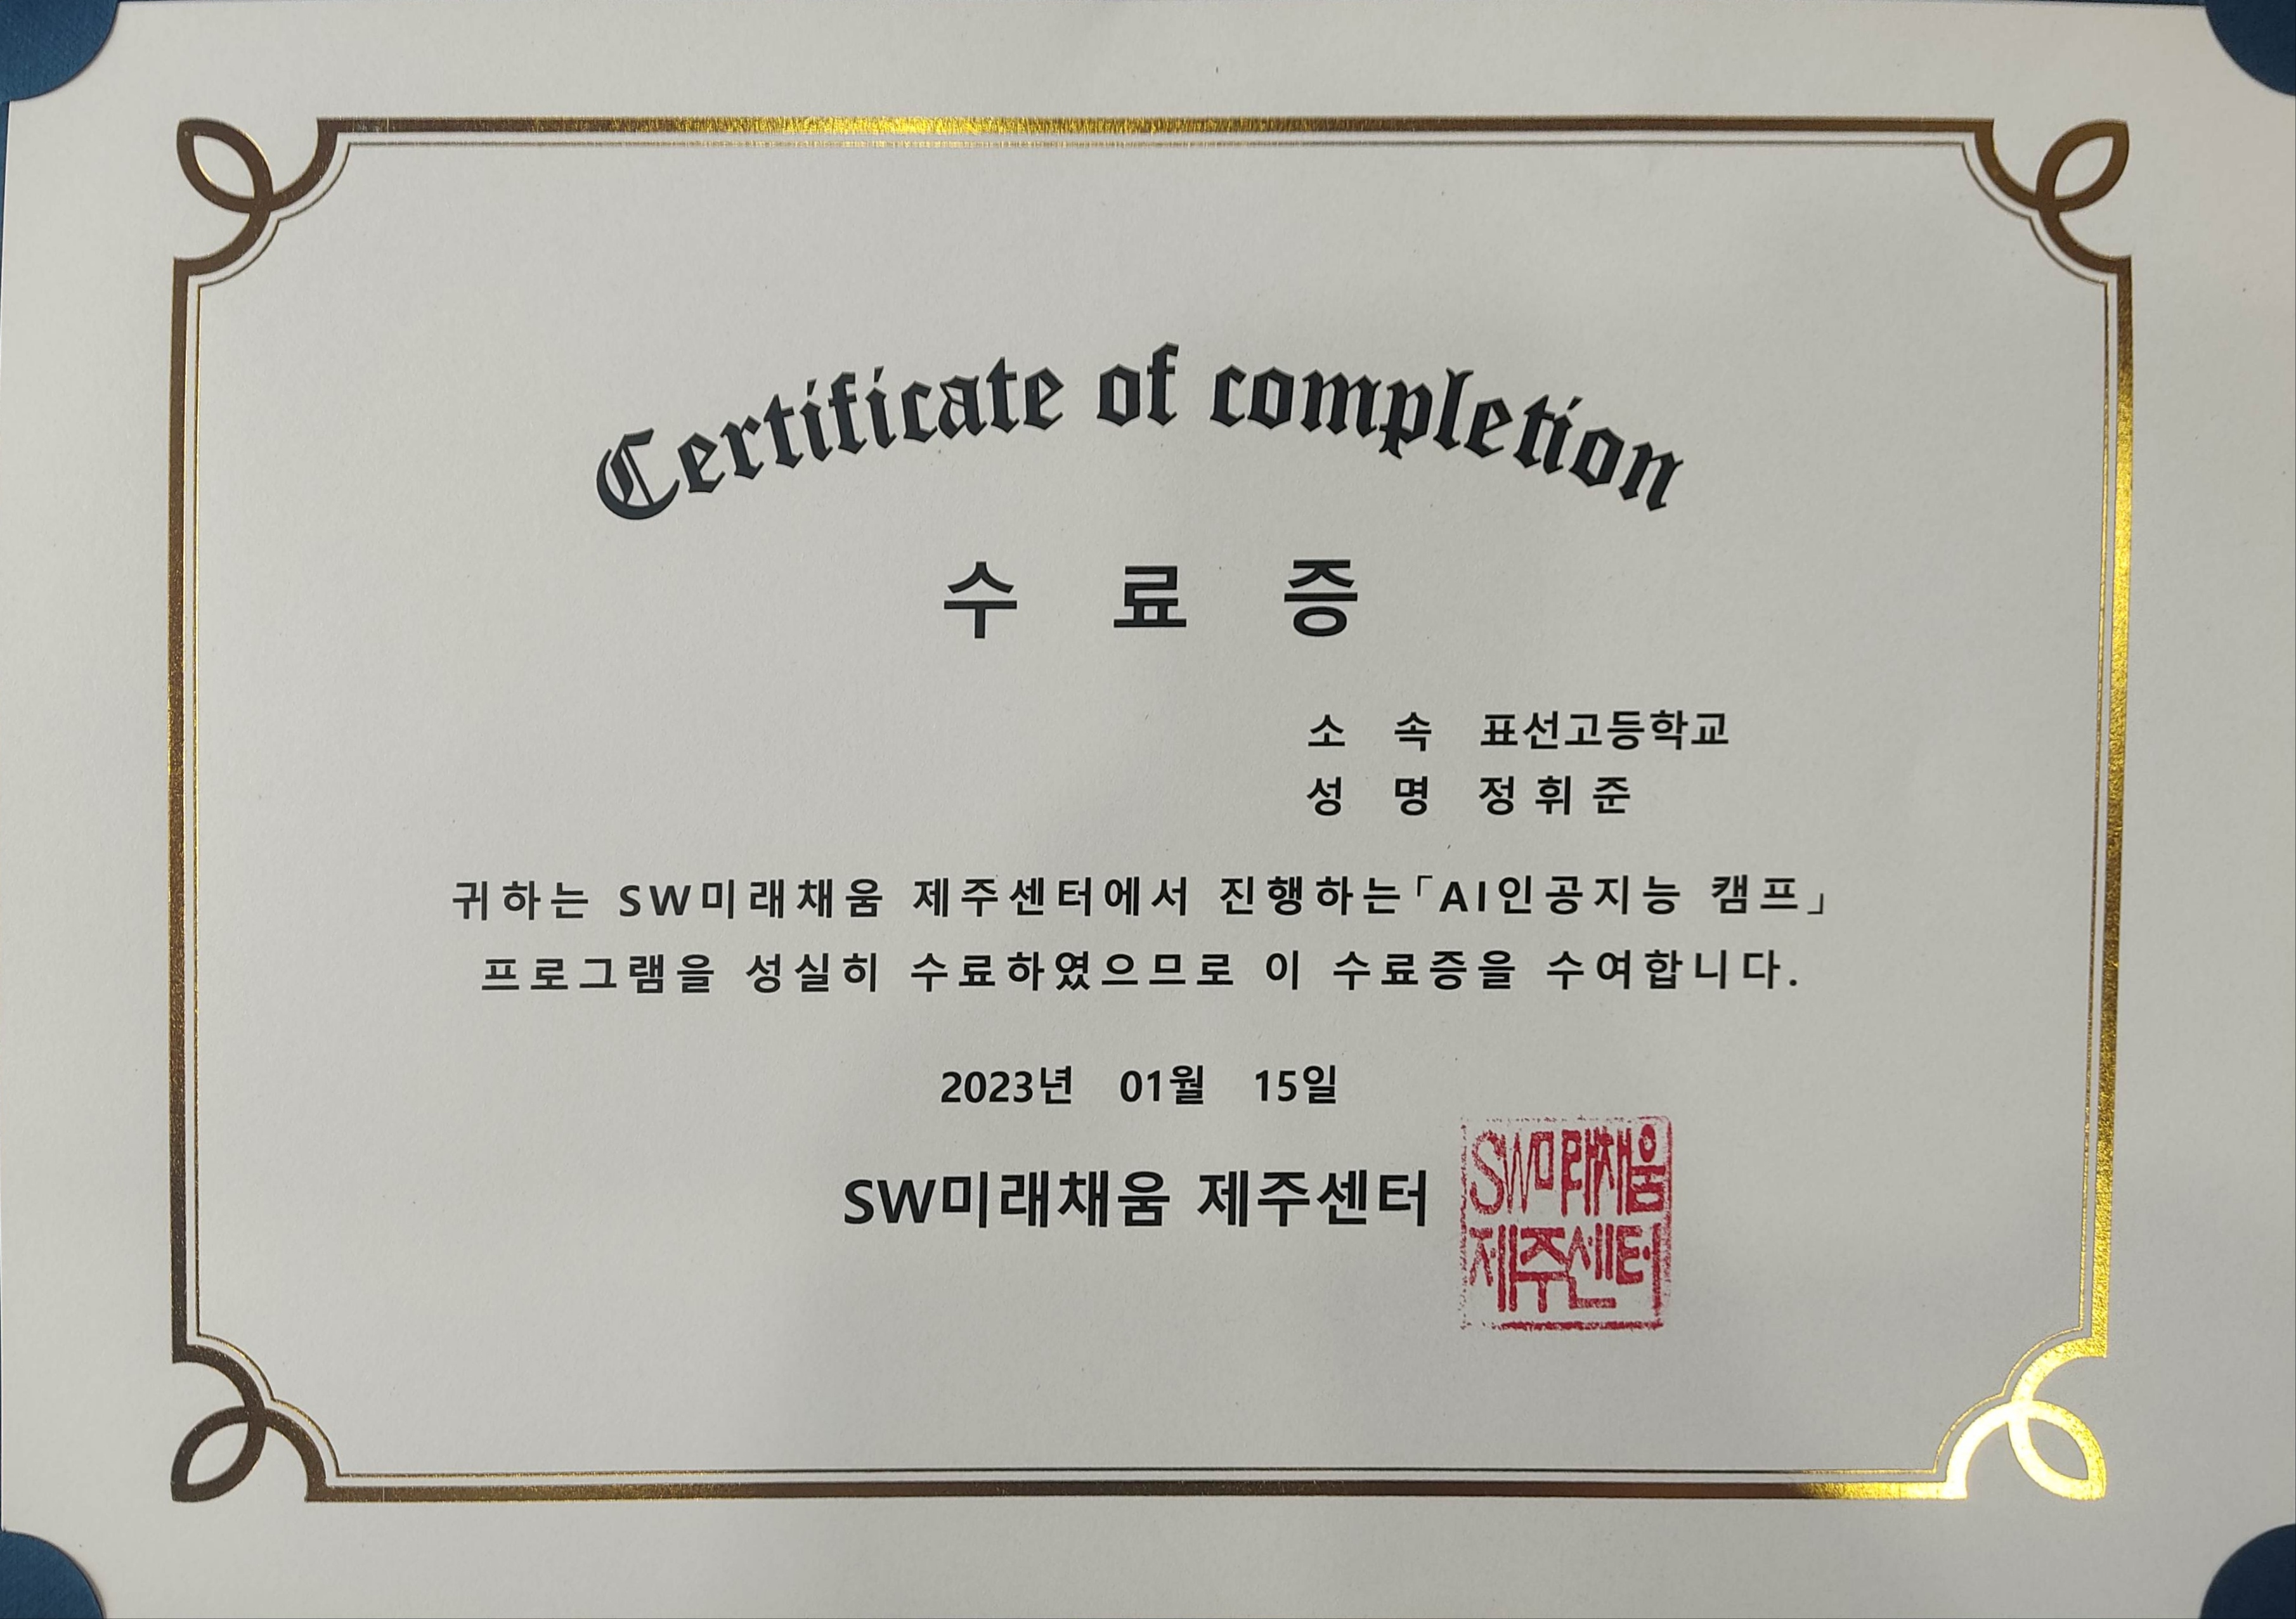 Certificate of completion
수 료 증
소 속 표선고등학교
성 명 정 휘 준
귀하는 SW미래채움 제주센터에서 진행하는「AI인공지능 캠프」
프로그램을 성실히 수료하였으므로 이 수료증을 수여합니다.
2023년 01월 15일
SW미래채움 제주센터
SW미래채움
제주센터